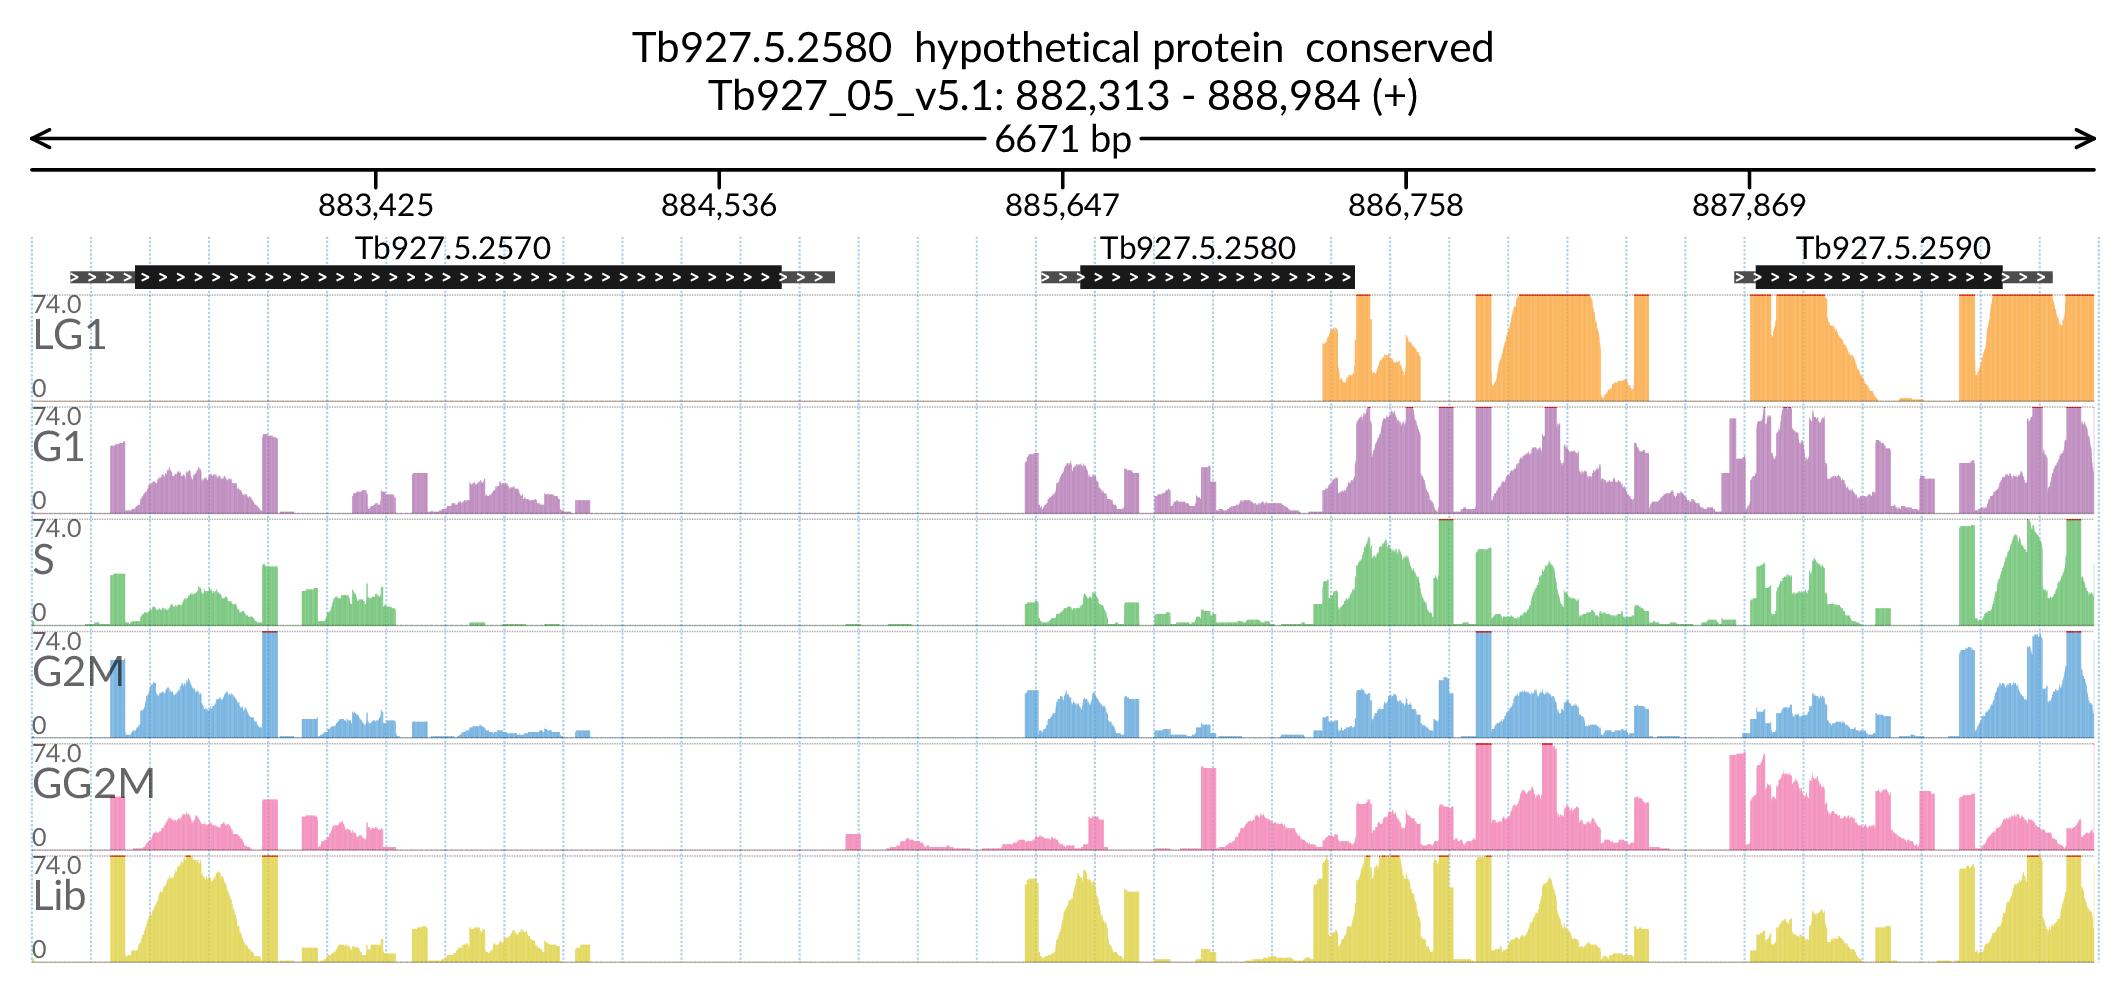 Tb927.5.2580  hypothetical protein  conserved
Tb927_05_v5.1: 882,313 - 888,984 (+)
6671 bp
883,425 884,536 885,647 886,758 887,869
Tb927.5.2570 Tb927.5.2580 Tb927.5.2590
74.0
LG1
0
74.0
G1
0
74.0
S
0
74.0
G2M
0
74.0
GG2M
0
74.0
Lib
0